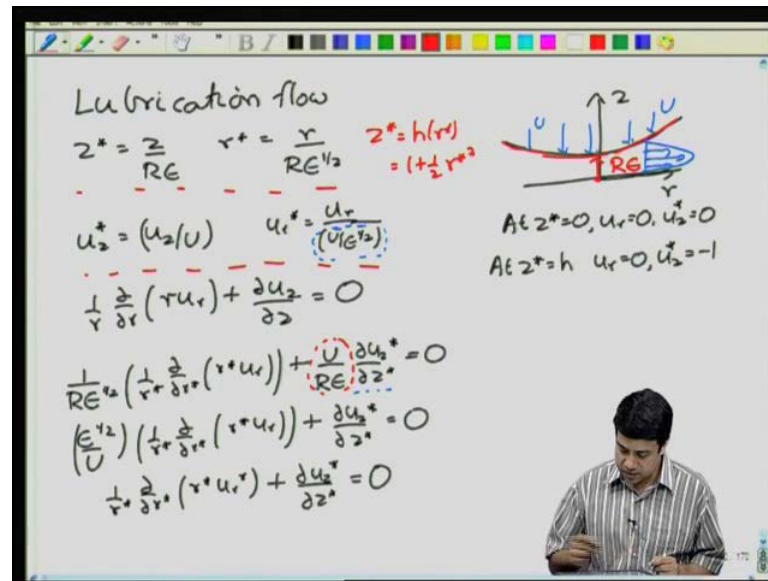 Lubrication flow
z* = z/Rϵ    r* = r/Rϵ^{1/2}    z* = h(r*)
= (1+½ r*²)
u_z* = (u_z/U)    u_r* = u_r/(U/ϵ^{1/2})
1/r ∂/∂r (r u_r) + ∂u_z/∂z = 0
1/Rϵ^{1/2} (1/r* ∂/∂r* (r* u_r)) + U/Rϵ ∂u_z*/∂z* = 0
(ϵ^{1/2}/U) (1/r* ∂/∂r* (r* u_r)) + ∂u_z*/∂z* = 0
1/r* ∂/∂r* (r* u_r*) + ∂u_z*/∂z* = 0
z
U U
Rϵ
r
At z*=0, u_r=0, u_z*=0
At z*=h u_r=0, u_z*=-1
B I